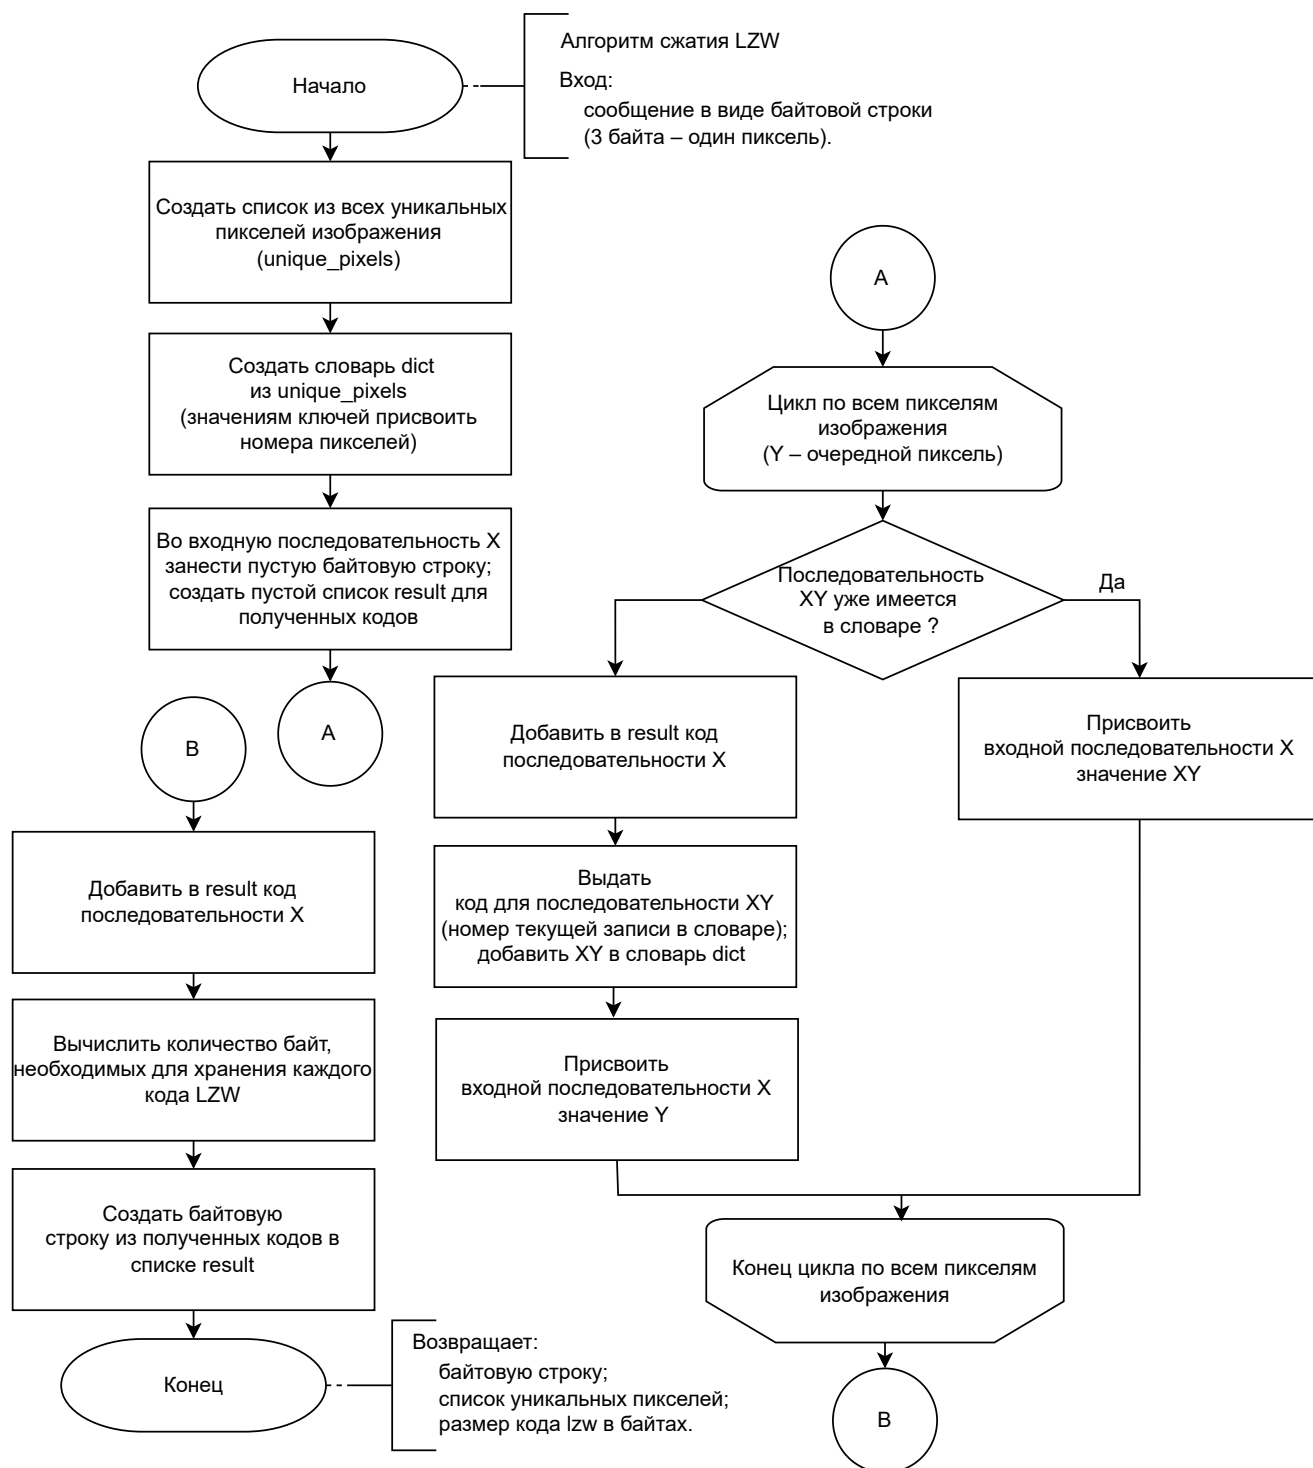 Начало
Алгоритм сжатия LZW
Вход:
сообщение в виде байтовой строки
(3 байта – один пиксель).
Создать список из всех уникальных
пикселей изображения
(unique_pixels)
Создать словарь dict
из unique_pixels
(значениям ключей присвоить
номера пикселей)
Во входную последовательность X
занести пустую байтовую строку;
создать пустой список result для
полученных кодов
A
A
Цикл по всем пикселям
изображения
(Y – очередной пиксель)
Последовательность
XY уже имеется
в словаре ?
Да
Добавить в result код
последовательности X
Выдать
код для последовательности XY
(номер текущей записи в словаре);
добавить XY в словарь dict
Присвоить
входной последовательности X
значение Y
Присвоить
входной последовательности X
значение XY
Конец цикла по всем пикселям
изображения
B
B
Добавить в result код
последовательности X
Вычислить количество байт,
необходимых для хранения каждого
кода LZW
Создать байтовую
строку из полученных кодов в
списке result
Конец
Возвращает:
байтовую строку;
список уникальных пикселей;
размер кода lzw в байтах.